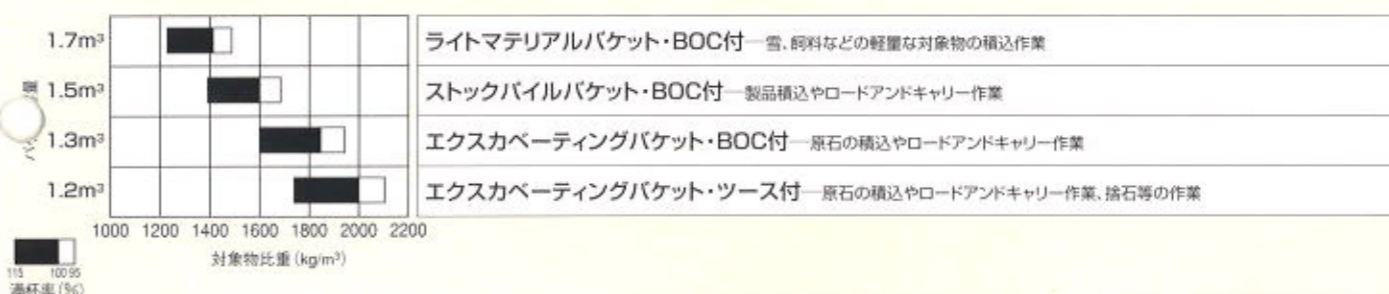 1.7m³ ライトマテリアルバケット・BOC付―雪、飼料などの軽量な対象物の積込作業
1.5m³ ストックパイルバケット・BOC付―製品積込やロードアンドキャリー作業
1.3m³ エクスカベーティングバケット・BOC付―原石の積込やロードアンドキャリー作業
1.2m³ エクスカベーティングバケット・ツース付―原石の積込やロードアンドキャリー作業、捨石等の作業
1000 1200 1400 1600 1800 2000 2200
対象物比重(kg/m³)
115 100 95
満杯率(%)